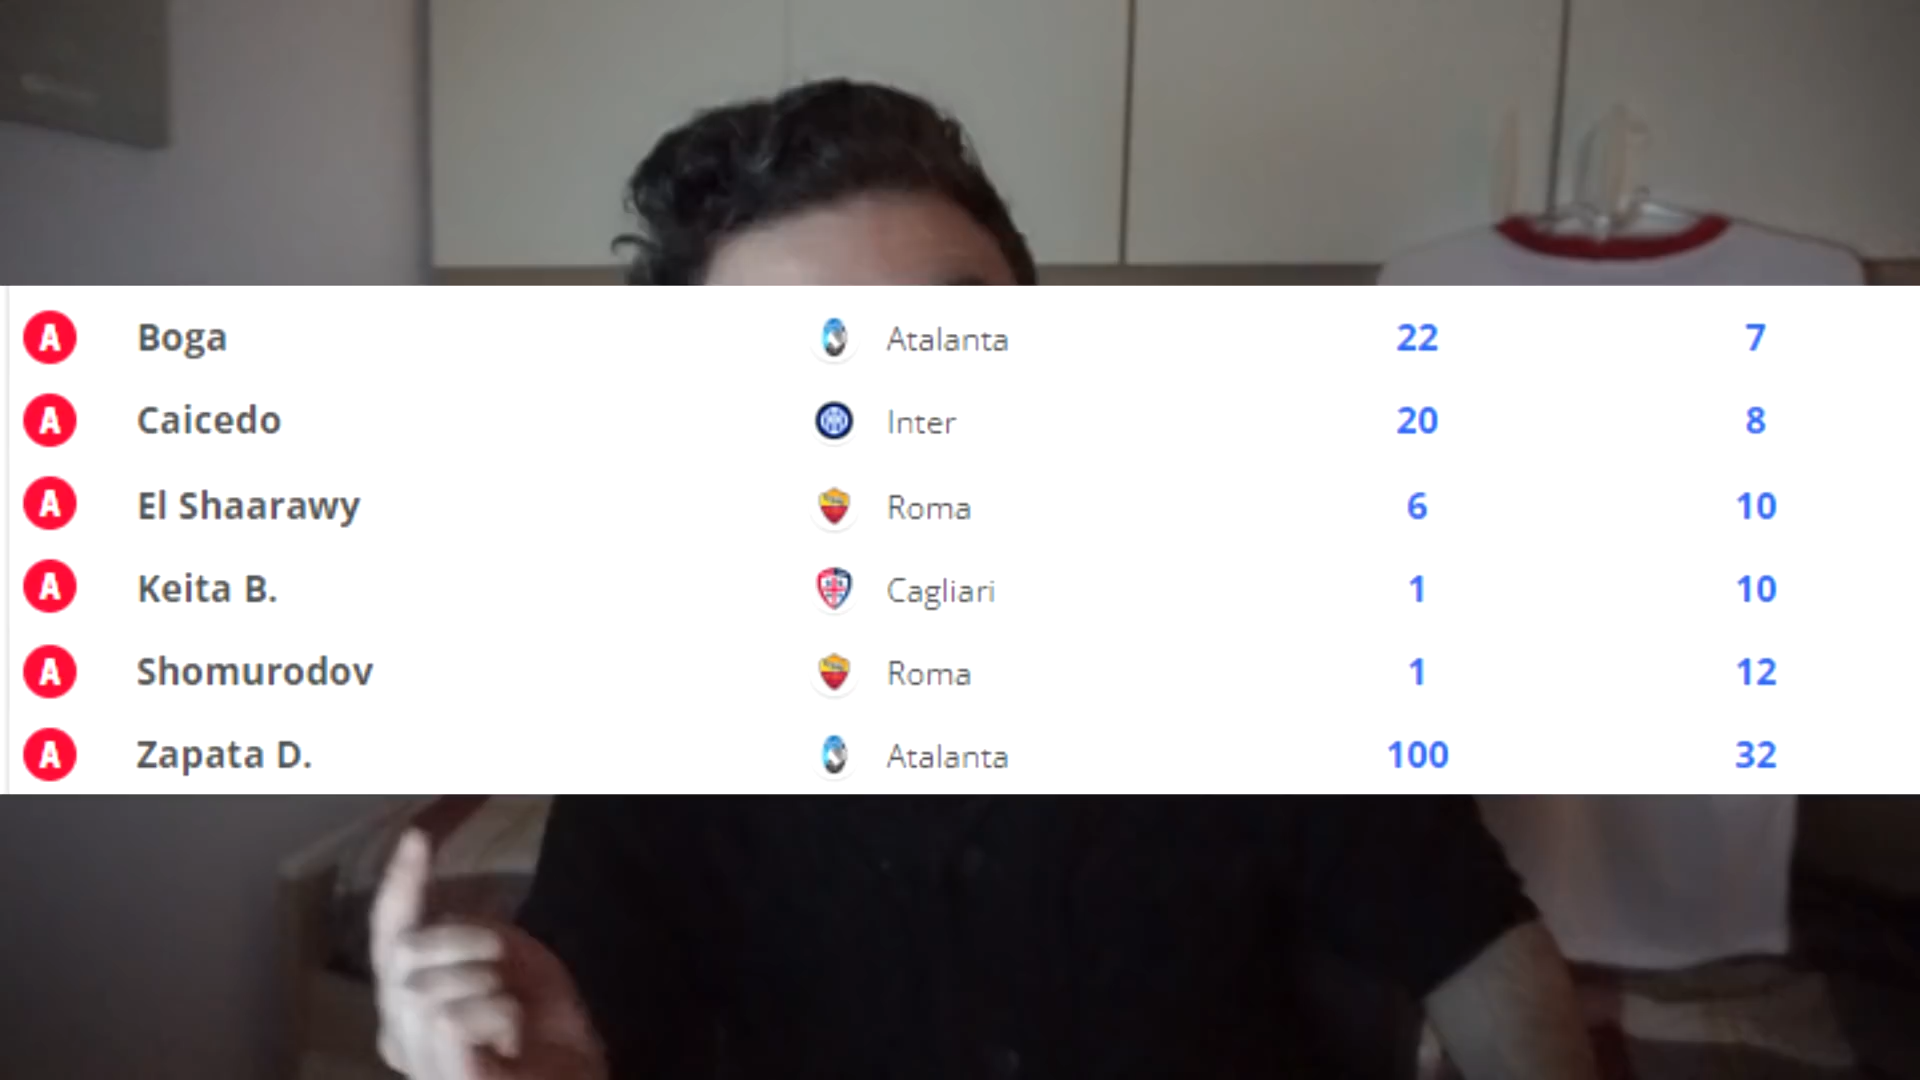 A Boga Atalanta 22 7
A Caicedo Inter 20 8
A El Shaarawy Roma 6 10
A Keita B. Cagliari 1 10
A Shomurodov Roma 1 12
A Zapata D. Atalanta 100 32